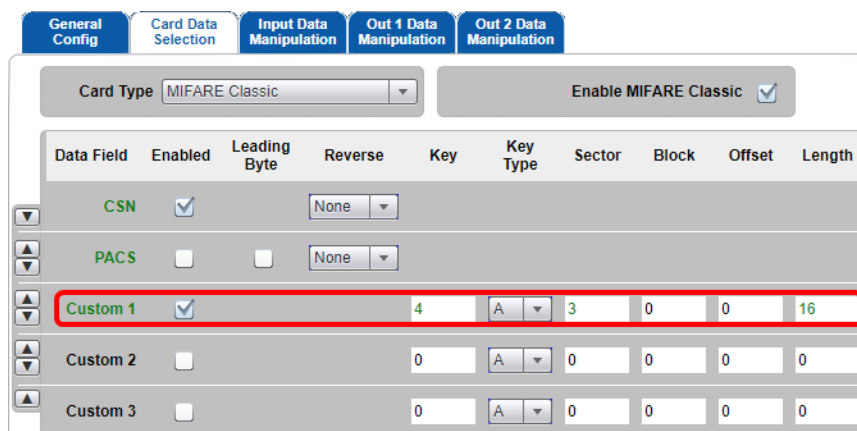 General Config
Card Data Selection
Input Data Manipulation
Out 1 Data Manipulation
Out 2 Data Manipulation
Card Type MIFARE Classic
Enable MIFARE Classic
Data Field Enabled Leading Byte Reverse Key Key Type Sector Block Offset Length
CSN None
PACS None
Custom 1 4 A 3 0 0 16
Custom 2 0 A 0 0 0 0
Custom 3 0 A 0 0 0 0